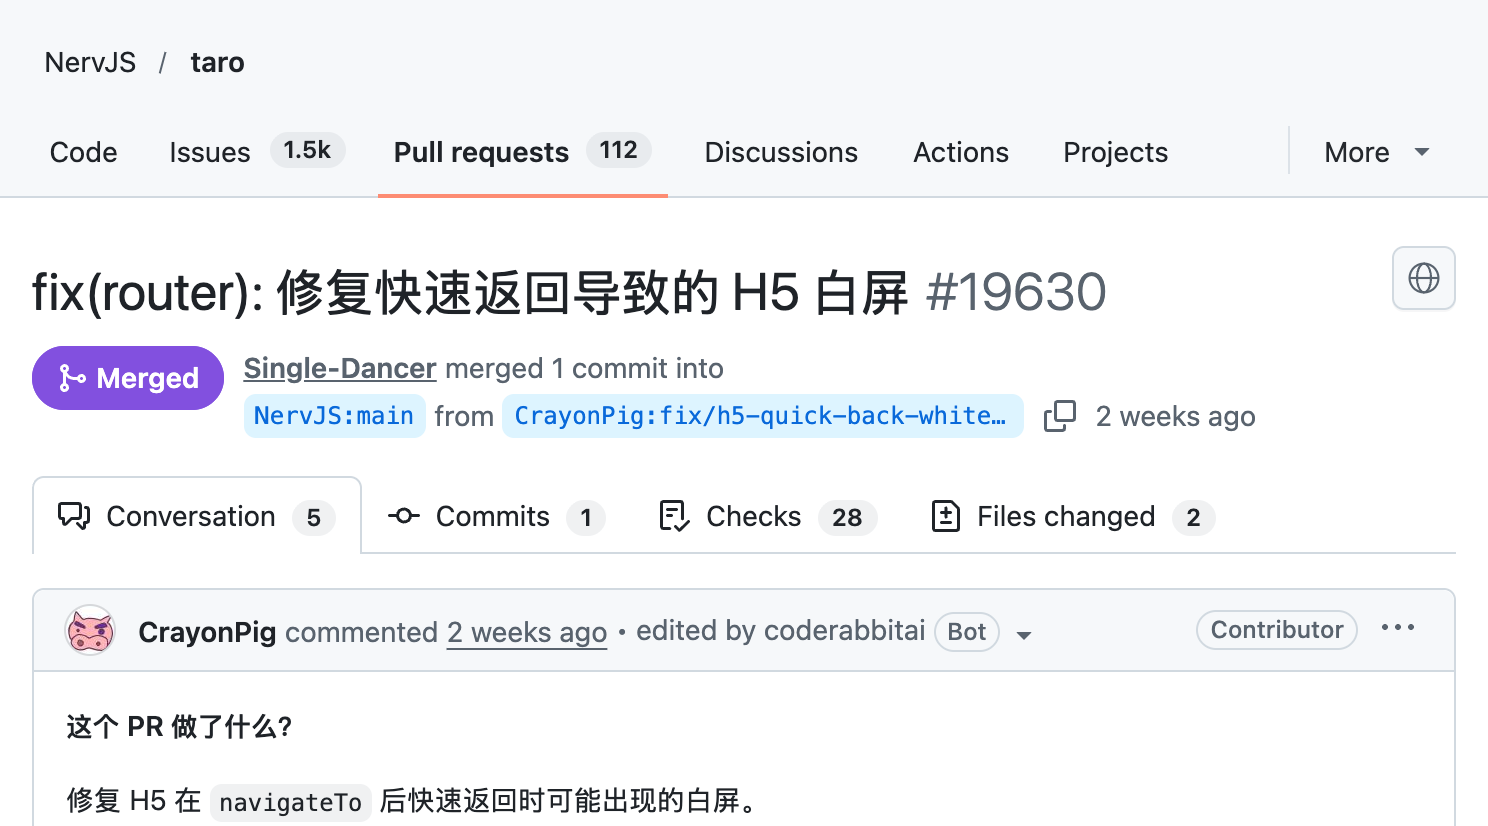 NervJS / taro
Code Issues 1.5k Pull requests 112 Discussions Actions Projects More
fix(router): 修复快速返回导致的 H5 白屏 #19630
Merged
Single-Dancer merged 1 commit into
NervJS:main from CrayonPig:fix/h5-quick-back-white… 2 weeks ago
Conversation 5 Commits 1 Checks 28 Files changed 2
CrayonPig commented 2 weeks ago • edited by coderabbitai Bot Contributor ...
这个 PR 做了什么?
修复 H5 在 navigateTo 后快速返回时可能出现的白屏。